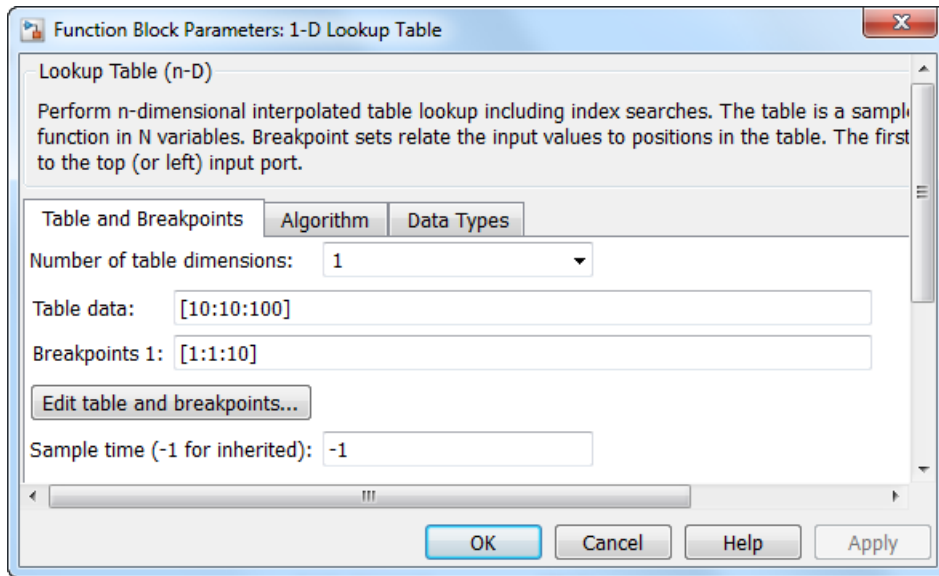 Function Block Parameters: 1-D Lookup Table
Lookup Table (n-D)
Perform n-dimensional interpolated table lookup including index searches. The table is a sampl
function in N variables. Breakpoint sets relate the input values to positions in the table. The first
to the top (or left) input port.
Table and Breakpoints Algorithm Data Types
Number of table dimensions: 1
Table data: [10:10:100]
Breakpoints 1: [1:1:10]
Edit table and breakpoints...
Sample time (-1 for inherited): -1
OK Cancel Help Apply